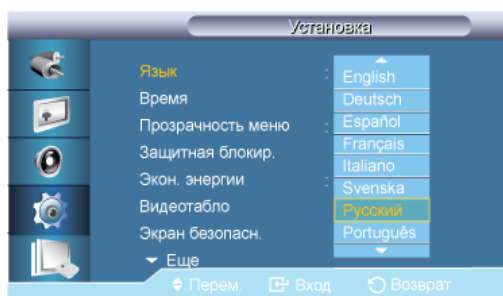 Установка
Язык :
English
Время
Deutsch
Прозрачность меню :
Español
Français
Защитная блокир.
Italiano
Экон. энергии :
Svenska
Видеотабло
Русский
Экран безопасн.
Português
Еще
Перем. Вход Возврат